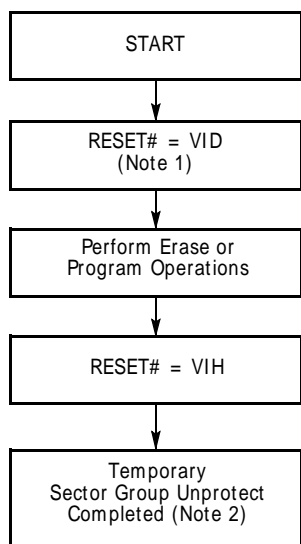 START
RESET# = VID
(Note 1)
Perform Erase or
Program Operations
RESET# = VIH
Temporary
Sector Group Unprotect
Completed (Note 2)